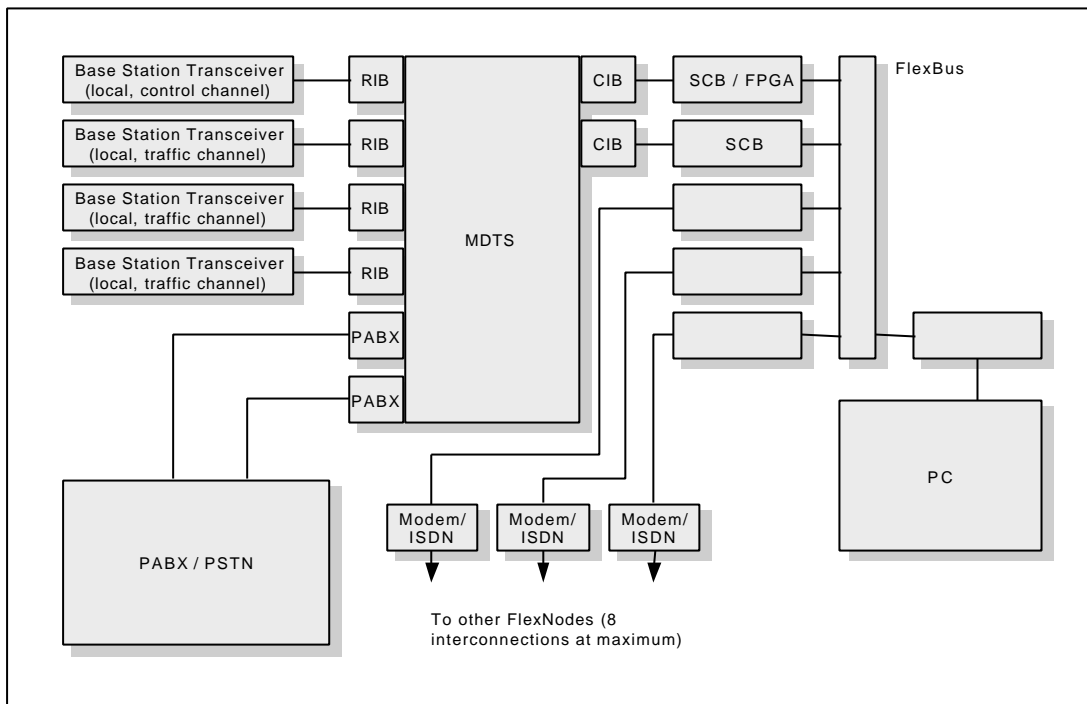 Base Station Transceiver
(local, control channel)
RIB
CIB
SCB / FPGA
FlexBus
Base Station Transceiver
(local, traffic channel)
RIB
CIB
SCB
Base Station Transceiver
(local, traffic channel)
RIB
MDTS
Base Station Transceiver
(local, traffic channel)
RIB
PABX
PABX
PC
Modem/
ISDN
Modem/
ISDN
Modem/
ISDN
PABX / PSTN
To other FlexNodes (8
interconnections at maximum)